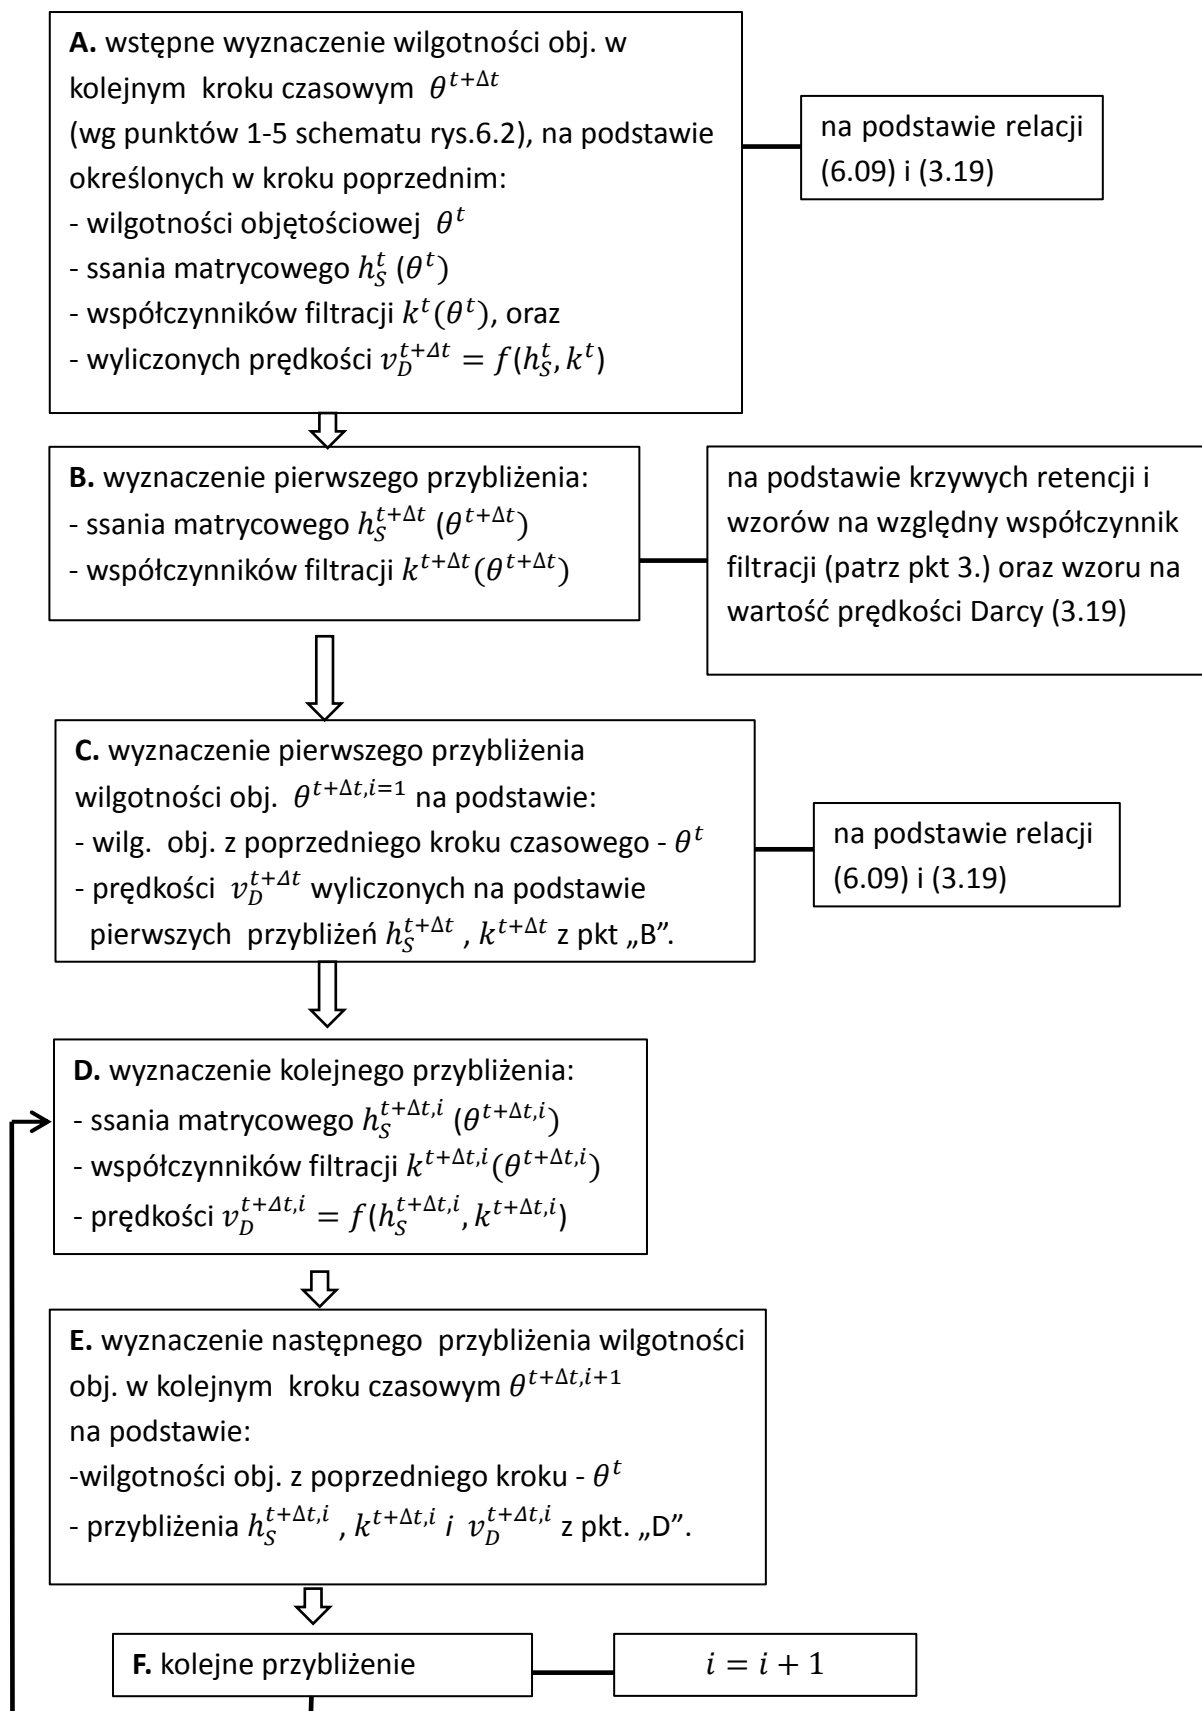 A. wstępne wyznaczenie wilgotności obj. w
kolejnym kroku czasowym θ^{t+Δt}
(wg punktów 1-5 schematu rys.6.2), na podstawie
określonych w kroku poprzednim:
- wilgotności objętościowej θ^t
- ssania matrycowego h_S^t (θ^t)
- współczynników filtracji k^t(θ^t), oraz
- wyliczonych prędkości v_D^{t+Δt} = f(h_S^t, k^t)
na podstawie relacji
(6.09) i (3.19)
B. wyznaczenie pierwszego przybliżenia:
- ssania matrycowego h_S^{t+Δt} (θ^{t+Δt})
- współczynników filtracji k^{t+Δt}(θ^{t+Δt})
na podstawie krzywych retencji i
wzorów na względny współczynnik
filtracji (patrz pkt 3.) oraz wzoru na
wartość prędkości Darcy (3.19)
C. wyznaczenie pierwszego przybliżenia
wilgotności obj. θ^{t+Δt,i=1} na podstawie:
- wilg. obj. z poprzedniego kroku czasowego - θ^t
- prędkości v_D^{t+Δt} wyliczonych na podstawie
pierwszych przybliżeń h_S^{t+Δt} , k^{t+Δt} z pkt „B”.
na podstawie relacji
(6.09) i (3.19)
D. wyznaczenie kolejnego przybliżenia:
- ssania matrycowego h_S^{t+Δt,i} (θ^{t+Δt,i})
- współczynników filtracji k^{t+Δt,i}(θ^{t+Δt,i})
- prędkości v_D^{t+Δt,i} = f(h_S^{t+Δt,i}, k^{t+Δt,i})
E. wyznaczenie następnego przybliżenia wilgotności
obj. w kolejnym kroku czasowym θ^{t+Δt,i+1}
na podstawie:
-wilgotności obj. z poprzedniego kroku - θ^t
- przybliżenia h_S^{t+Δt,i} , k^{t+Δt,i} i v_D^{t+Δt,i} z pkt. „D”.
F. kolejne przybliżenie
i = i + 1